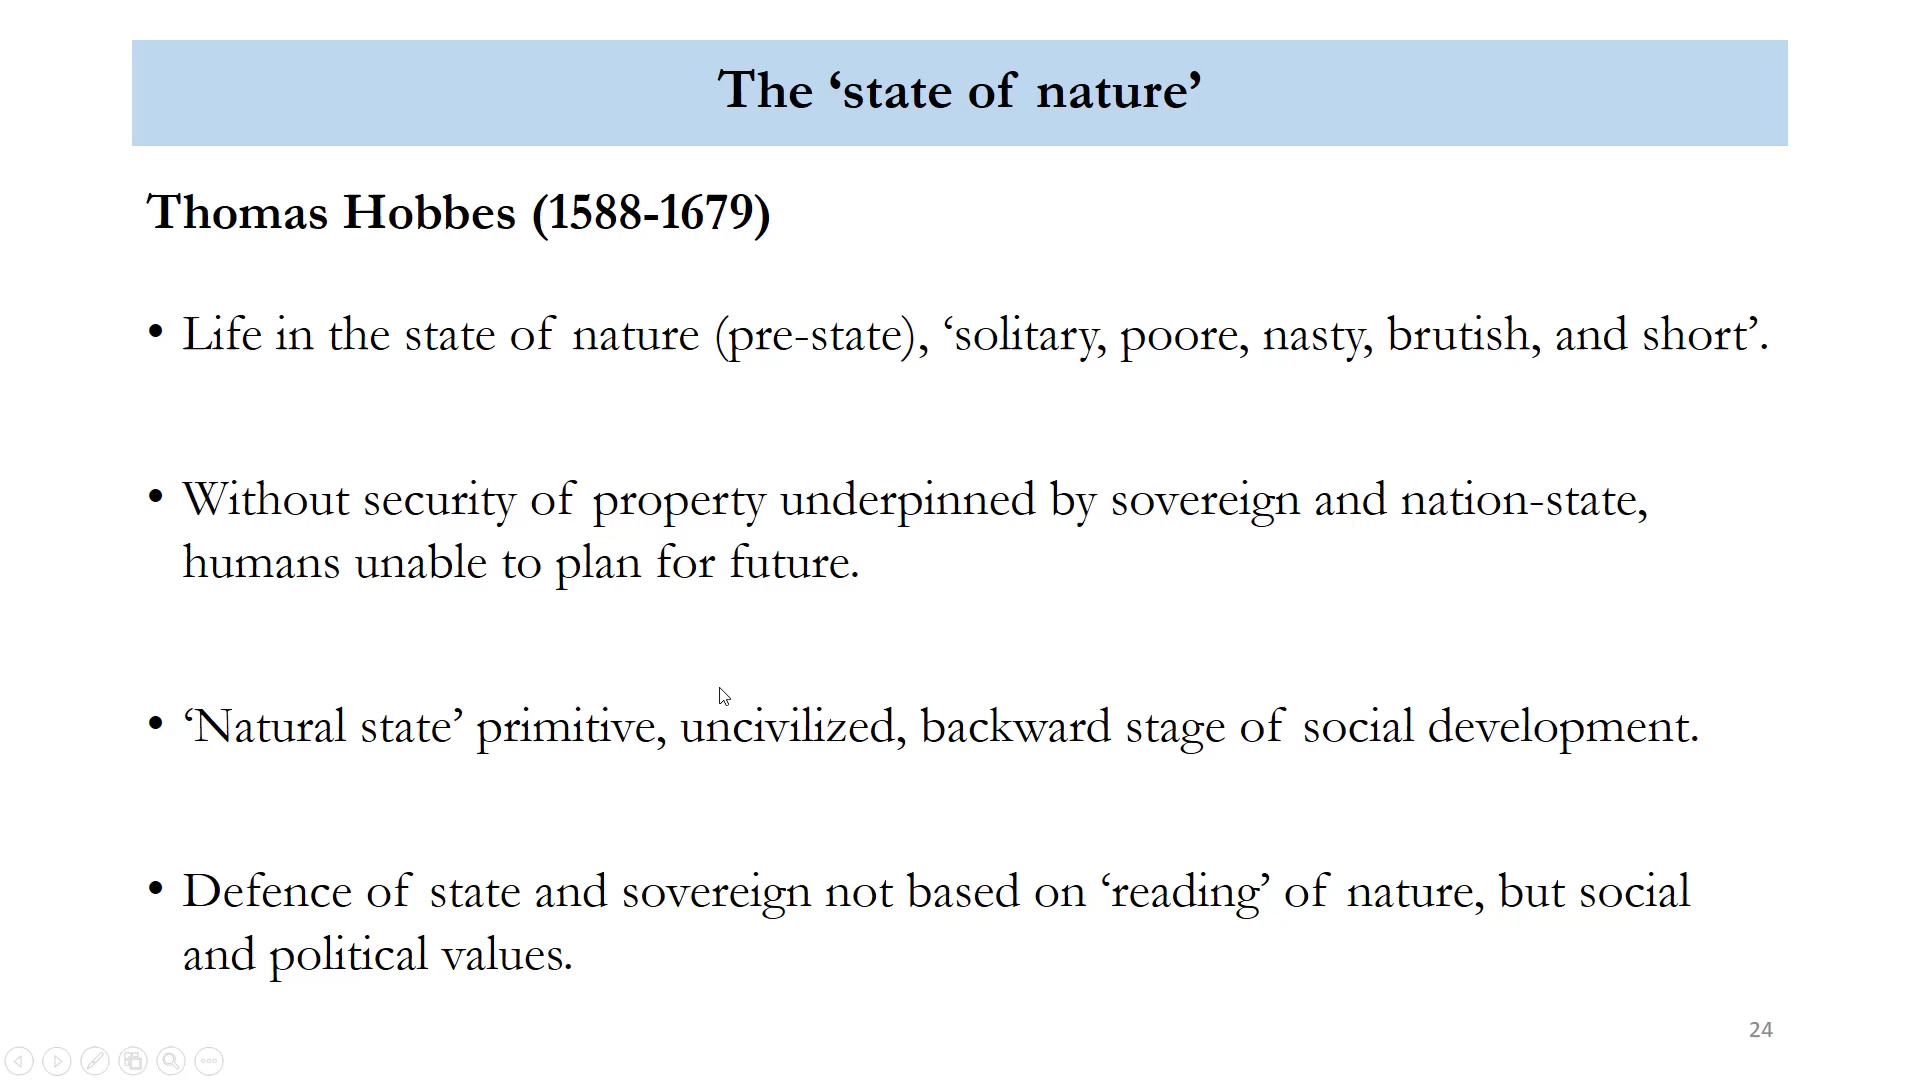 The ‘state of nature’
Thomas Hobbes (1588-1679)
• Life in the state of nature (pre-state), ‘solitary, poore, nasty, brutish, and short’.
• Without security of property underpinned by sovereign and nation-state,
humans unable to plan for future.
• ‘Natural state’ primitive, uncivilized, backward stage of social development.
• Defence of state and sovereign not based on ‘reading’ of nature, but social
and political values.
24